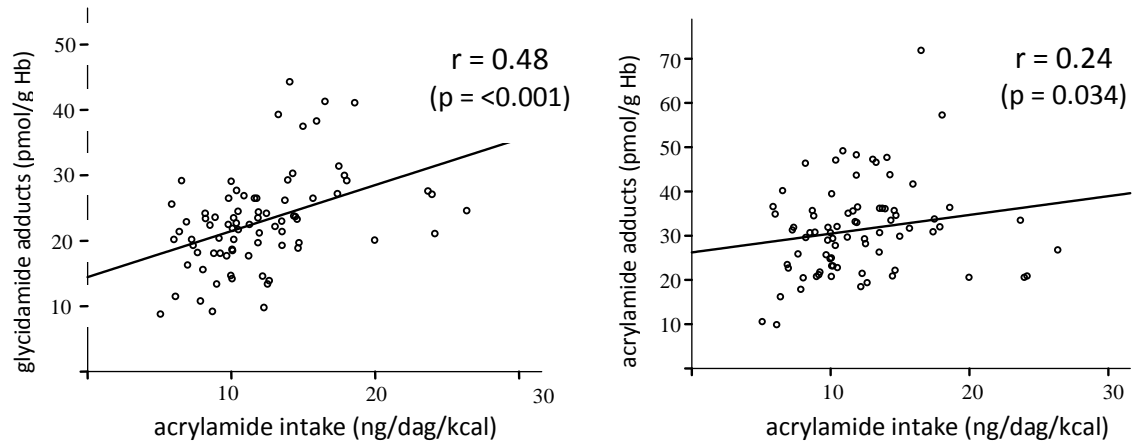 glycidamide adducts (pmol/g Hb)
50
40
30
20
10
r = 0.48
(p = <0.001)
10
20
30
acrylamide intake (ng/dag/kcal)
acrylamide adducts (pmol/g Hb)
70
60
50
40
30
20
10
r = 0.24
(p = 0.034)
10
20
30
acrylamide intake (ng/dag/kcal)